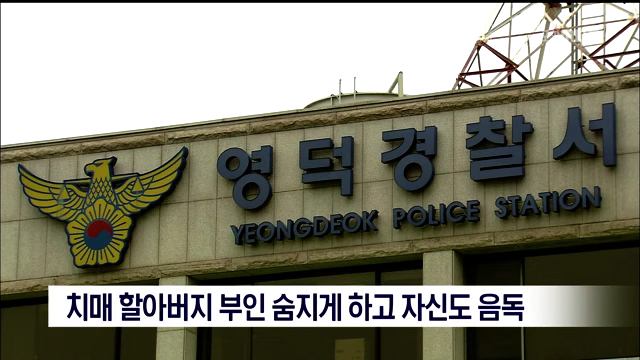 영덕경찰서
YEONGDEOK POLICE STATION
치매 할아버지 부인 숨지게 하고 자신도 음독